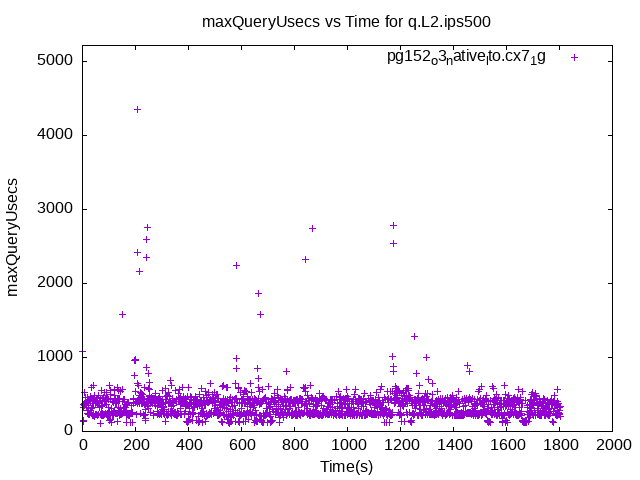 maxQueryUsecs vs Time for q.L2.ips500
pg152_o3_native_lto.cx7_1g
5000
4000
3000
2000
1000
0
maxQueryUsecs
0 200 400 600 800 1000 1200 1400 1600 1800 2000
Time(s)